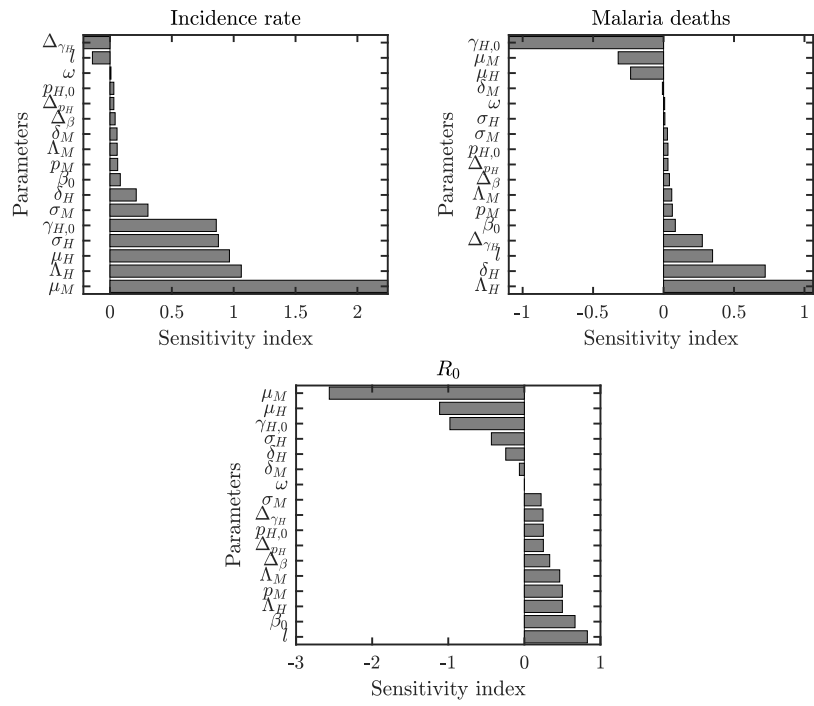 Incidence rate
Δ_{γ_H}
l
ω
p_{H,0}
Δ_{p_H}
Δ_β
δ_M
Λ_M
p_M
β_0
δ_H
σ_M
γ_{H,0}
σ_H
μ_H
Λ_H
μ_M
Parameters
0 0.5 1 1.5 2
Sensitivity index
Malaria deaths
γ_{H,0}
μ_M
μ_H
δ_M
ω
σ_H
σ_M
p_{H,0}
Δ_{p_H}
Δ_β
Λ_M
p_M
β_0
Δ_{γ_H}
l
δ_H
Λ_H
Parameters
-1 -0.5 0 0.5 1
Sensitivity index
R_0
μ_M
μ_H
γ_{H,0}
σ_H
δ_H
δ_M
ω
σ_M
Δ_{γ_H}
p_{H,0}
Δ_{p_H}
Δ_β
Λ_M
p_M
Λ_H
β_0
l
Parameters
-3 -2 -1 0 1
Sensitivity index